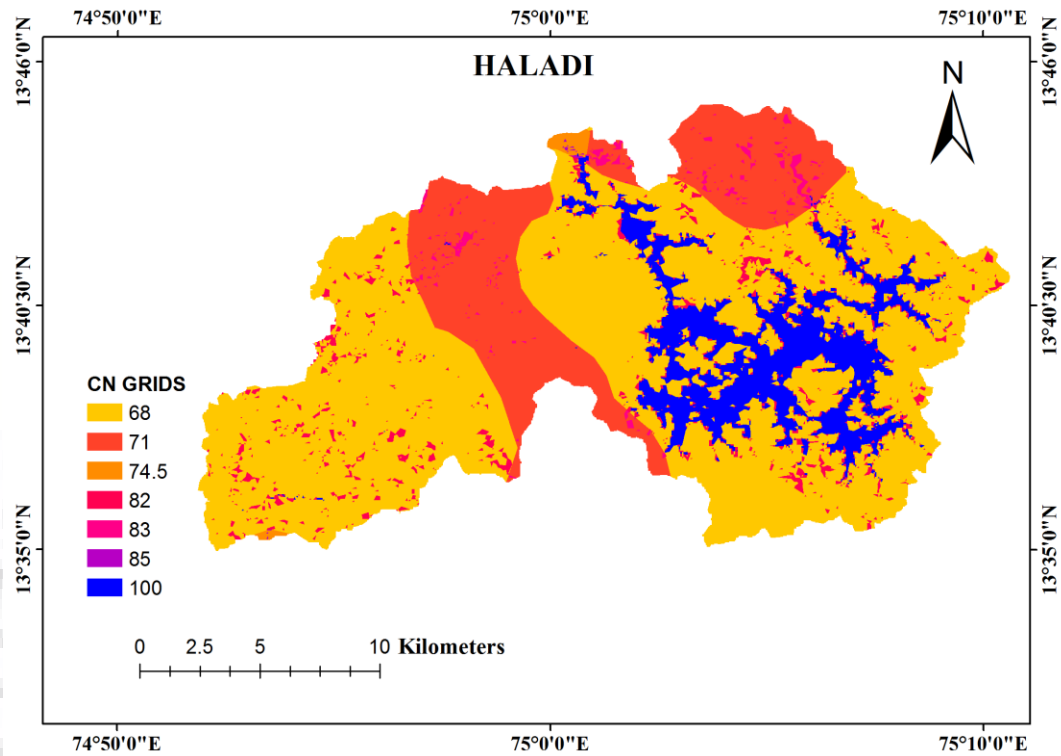 74°50'0"E 75°0'0"E 75°10'0"E
HALADI
N
13°46'0"N 13°46'0"N
13°40'30"N 13°40'30"N
CN GRIDS
68
71
74.5
82
83
85
100
13°35'0"N 13°35'0"N
0 2.5 5 10 Kilometers
74°50'0"E 75°0'0"E 75°10'0"E